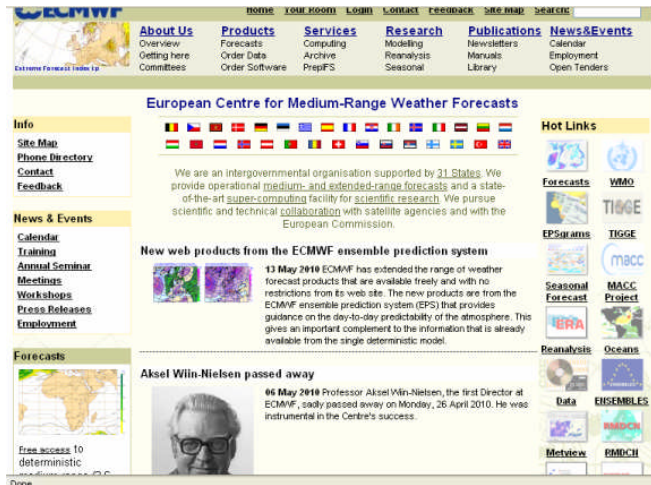 ECMWF
Home Your Room Login Contact Feedback Site Map Search:
About Us Products Services Research Publications News&Events
Overview Forecasts Computing Modelling Newsletters Calendar
Getting here Order Data Archive Reanalysis Manuals Employment
Committees Order Software PrepIFS Seasonal Library Open Tenders
Extreme Forecast Index
European Centre for Medium-Range Weather Forecasts
Info
Site Map
Phone Directory
Contact
Feedback
News & Events
Calendar
Training
Annual Seminar
Meetings
Workshops
Press Releases
Employment
Forecasts
Free access to
deterministic
We are an intergovernmental organisation supported by 31 States. We
provide operational medium- and extended-range forecasts and a state-
of-the-art super-computing facility for scientific research. We pursue
scientific and technical collaboration with satellite agencies and with the
European Commission.
New web products from the ECMWF ensemble prediction system
13 May 2010 ECMWF has extended the range of weather
forecast products that are available freely and with no
restrictions from its web site. The new products are from the
ECMWF ensemble prediction system (EPS) that provides
guidance on the day-to-day predictability of the atmosphere. This
gives an important complement to the information that is already
available from the single deterministic model.
Aksel Wiin-Nielsen passed away
06 May 2010 Professor Aksel Wiin-Nielsen, the first Director at
ECMWF, sadly passed away on Monday, 26 April 2010. He was
instrumental in the Centre's success.
Hot Links
Forecasts WMO
TIGGE
EPSgrams TIGGE
macc
Seasonal MACC
Forecast Project
ERA
Reanalysis Oceans
Data ENSEMBLES
RMDCN
Metview RMDCN
Done